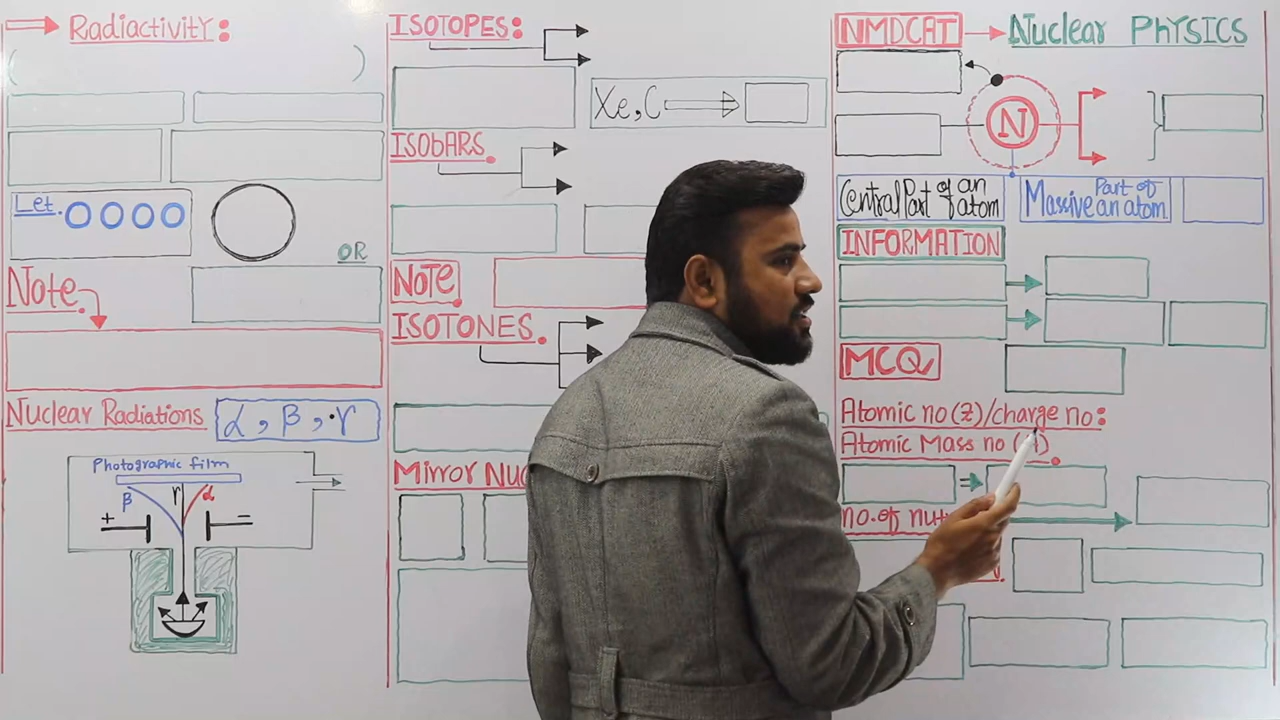 Radiactivity:
(                    )
Let.
OR
Note.
Nuclear Radiations
α, β, γ
Photographic film
β γ α
+ −
ISOTOPES:
Xe, C
ISObARS.
NOTE.
ISOTONES.
Mirror
NMDCAT → Nuclear PhYSICS
N
Central Part of an atom
Massive Part of an atom
INFORMATION
MCQ
Atomic no(Z)/charge no:
Atomic Mass no
=
no. of